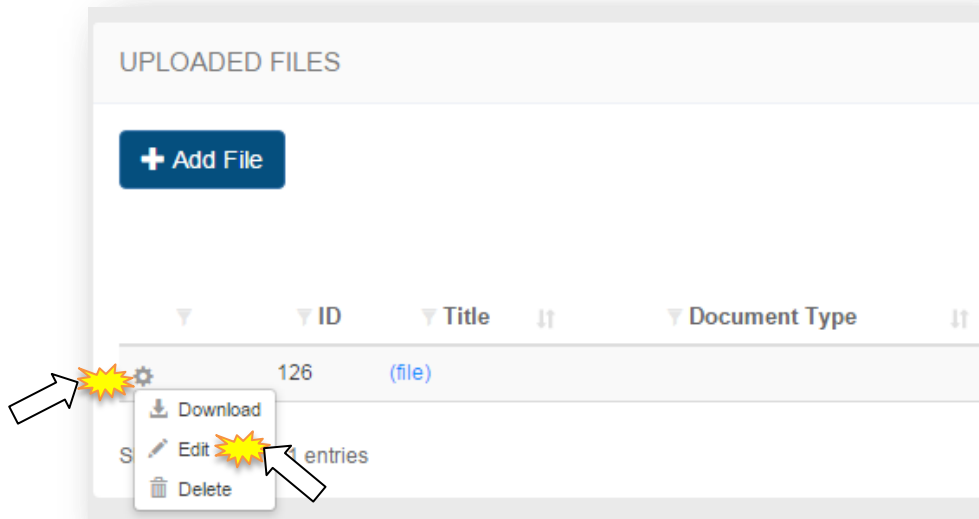 UPLOADED FILES
Add File
ID Title Document Type
126 (file)
Download
Edit
entries
Delete